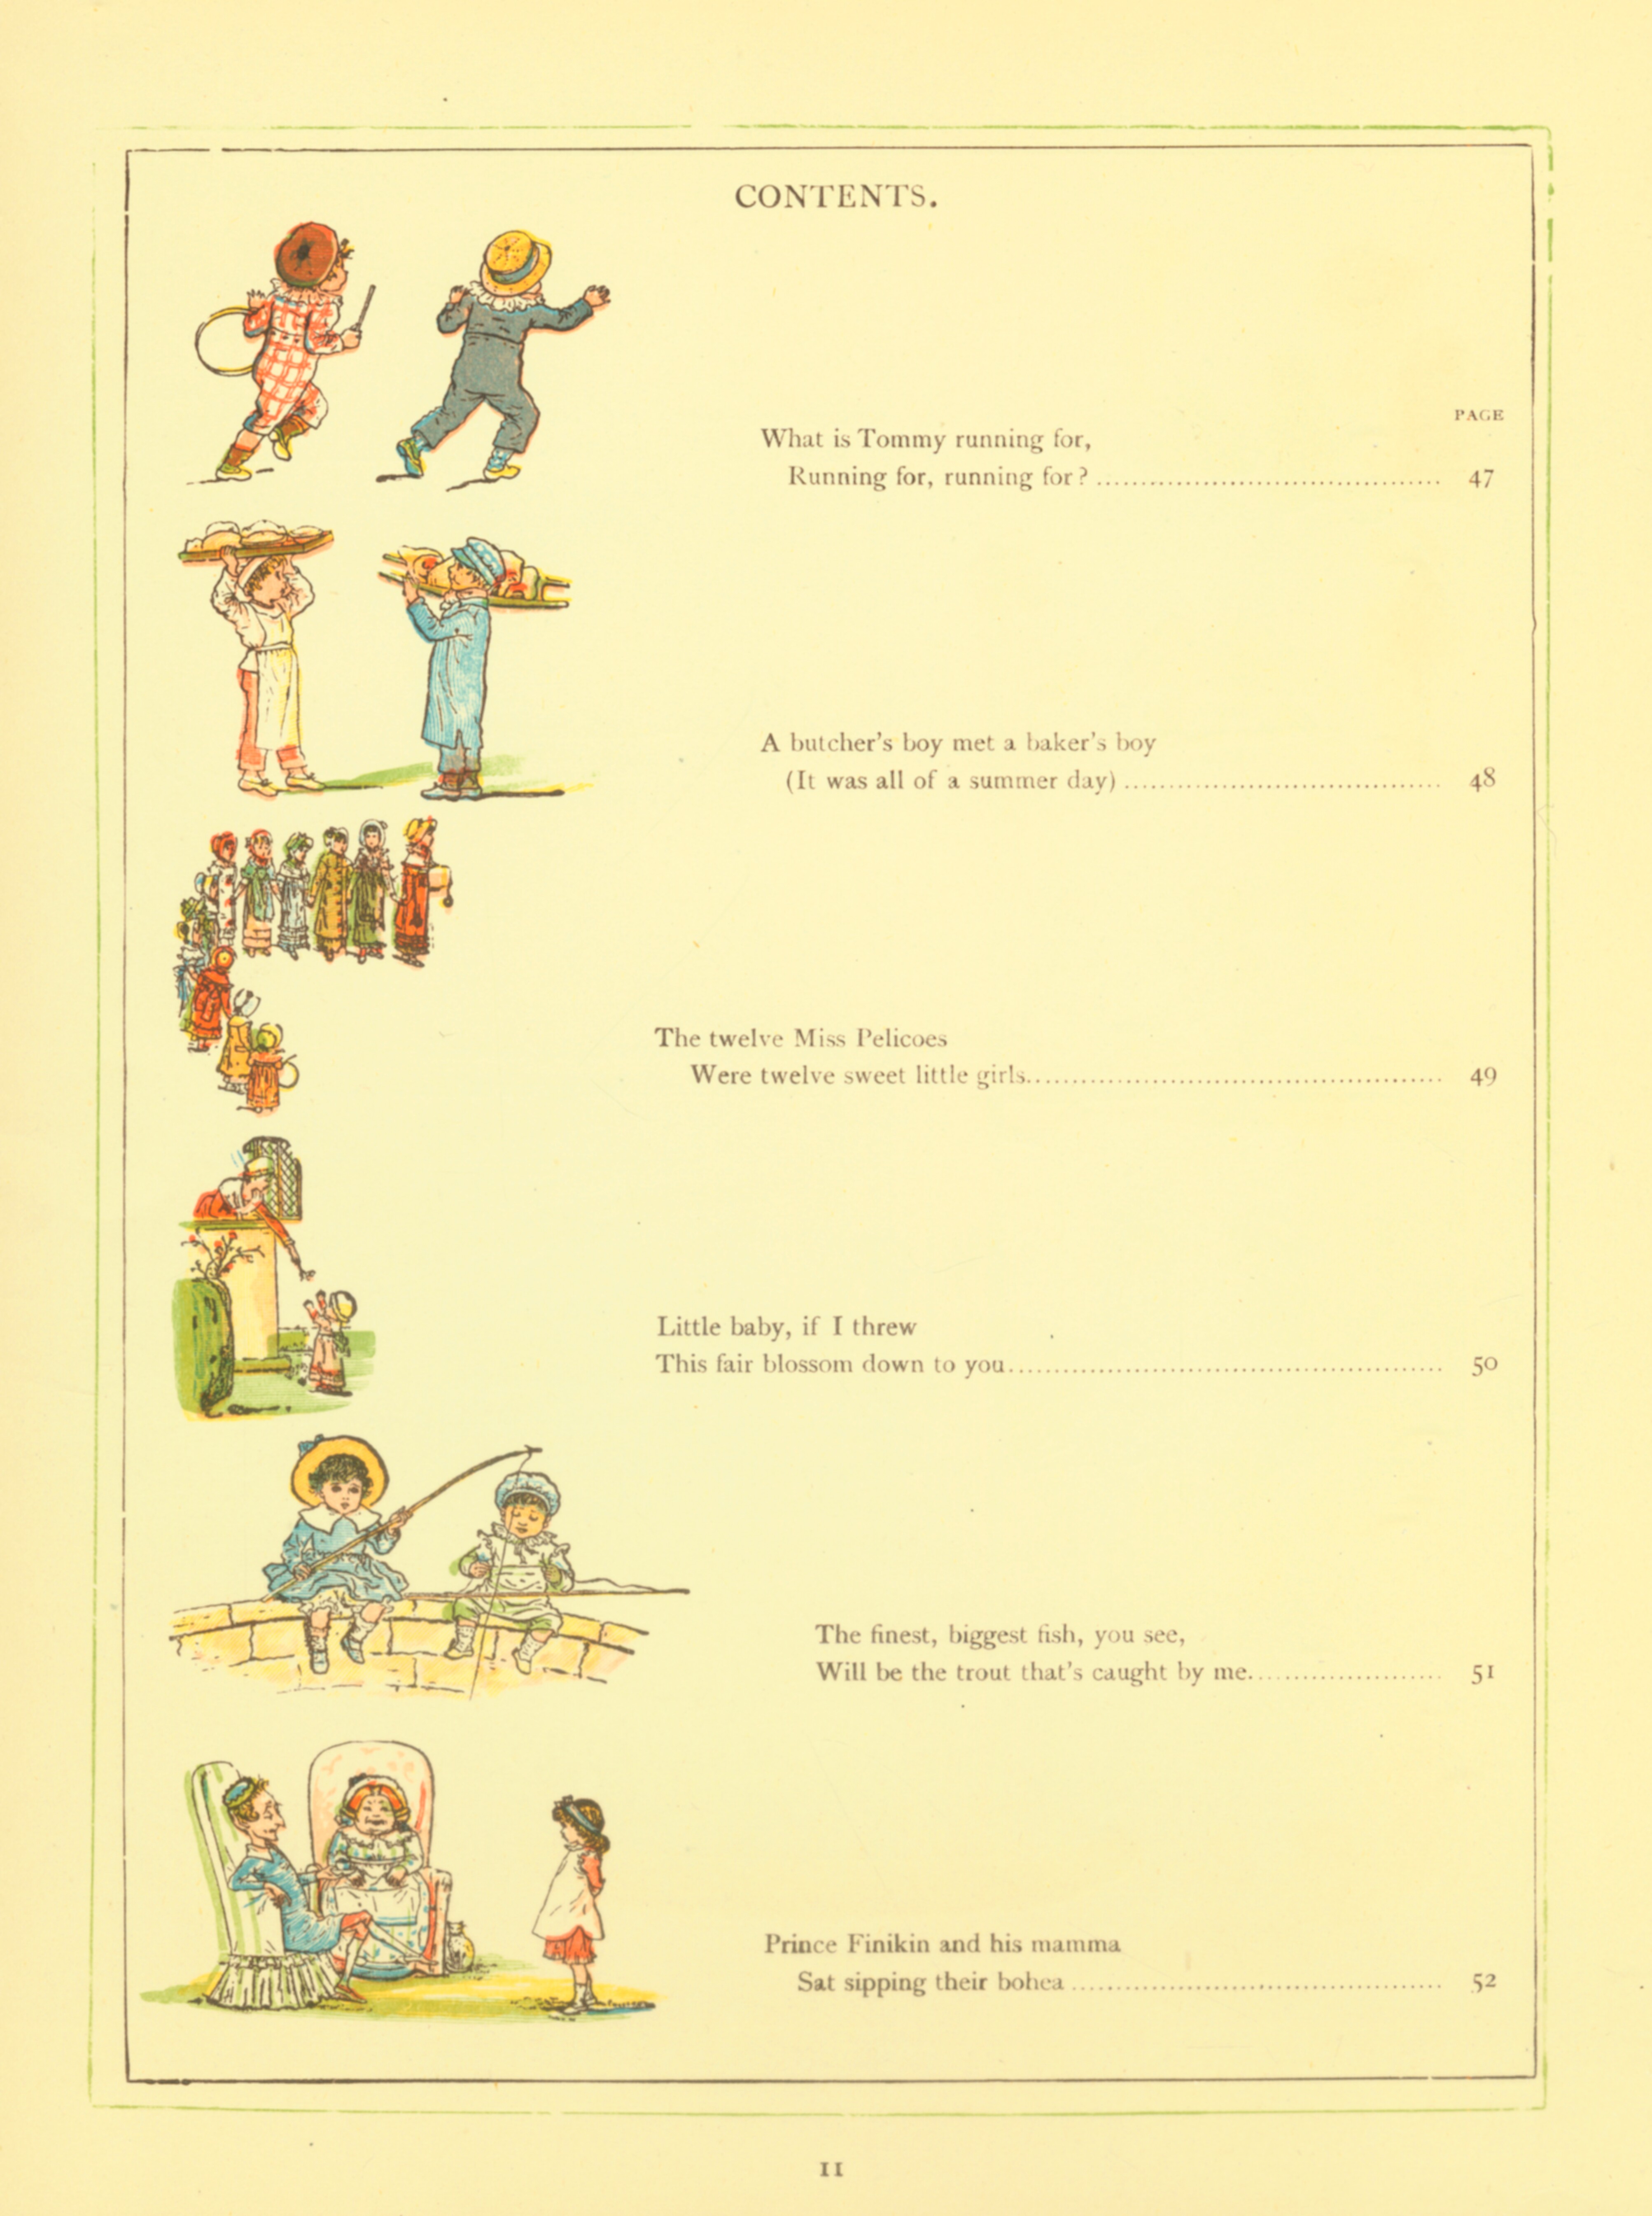 CONTENTS.
PAGE
What is Tommy running for,
Running for, running for? ........................................ 47
A butcher's boy met a baker's boy
(It was all of a summer day) ..................................... 48
The twelve Miss Pelicoes
Were twelve sweet little girls................................................ 49
Little baby, if I threw
This fair blossom down to you.................................................. 50
The finest, biggest fish, you see,
Will be the trout that's caught by me...................... 51
Prince Finikin and his mamma
Sat sipping their bohea ........................................... 52
11